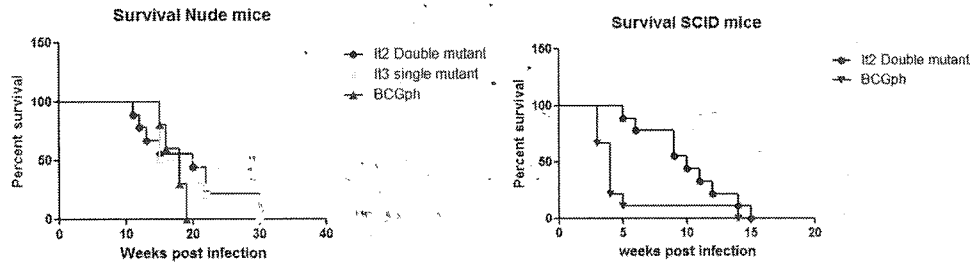 Survival Nude mice
150
100
50
0
Percent survival
0 10 20 30 40
Weeks post infection
lt2 Double mutant
lt3 single mutant
BCGph
Survival SCID mice
150
100
50
0
Percent survival
0 5 10 15 20
weeks post infection
lt2 Double mutant
BCGph